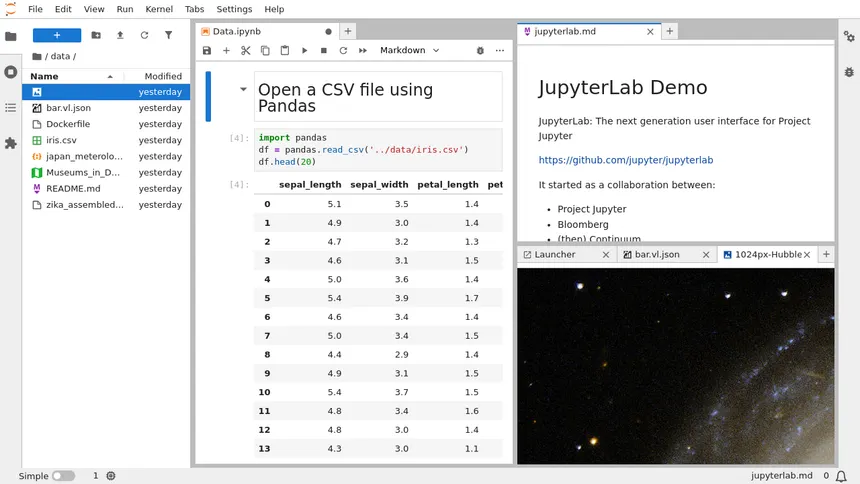 File Edit View Run Kernel Tabs Settings Help
/ data /
Name Modified
yesterday
bar.vl.json yesterday
Dockerfile yesterday
iris.csv yesterday
japan_meterolo... yesterday
Museums_in_D... yesterday
README.md yesterday
zika_assembled... yesterday
Data.ipynb
Markdown
Open a CSV file using
Pandas
[4]: import pandas
df = pandas.read_csv('../data/iris.csv')
df.head(20)
[4]: sepal_length sepal_width petal_length pet
0 5.1 3.5 1.4
1 4.9 3.0 1.4
2 4.7 3.2 1.3
3 4.6 3.1 1.5
4 5.0 3.6 1.4
5 5.4 3.9 1.7
6 4.6 3.4 1.4
7 5.0 3.4 1.5
8 4.4 2.9 1.4
9 4.9 3.1 1.5
10 5.4 3.7 1.5
11 4.8 3.4 1.6
12 4.8 3.0 1.4
13 4.3 3.0 1.1
jupyterlab.md
JupyterLab Demo
JupyterLab: The next generation user interface for Project
Jupyter
https://github.com/jupyter/jupyterlab
It started as a collaboration between:
• Project Jupyter
• Bloomberg
• (then) Continuum
Launcher bar.vl.json 1024px-Hubble
Simple 1 jupyterlab.md 0